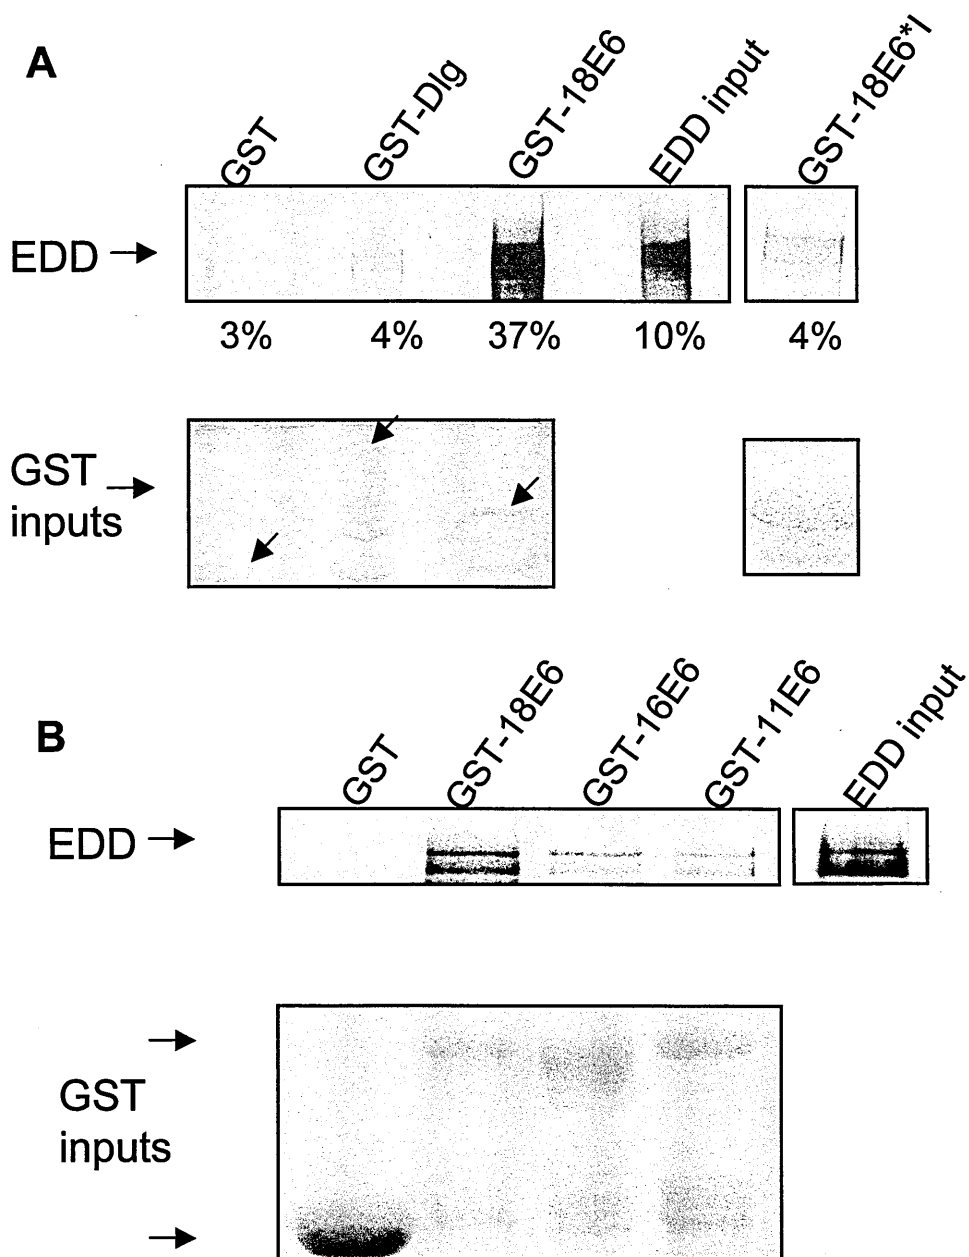 A
GST
GST-Dlg
GST-18E6
EDD input
GST-18E6*I
EDD
3%
4%
37%
10%
4%
GST
inputs
B
GST
GST-18E6
GST-16E6
GST-11E6
EDD input
EDD
GST
inputs